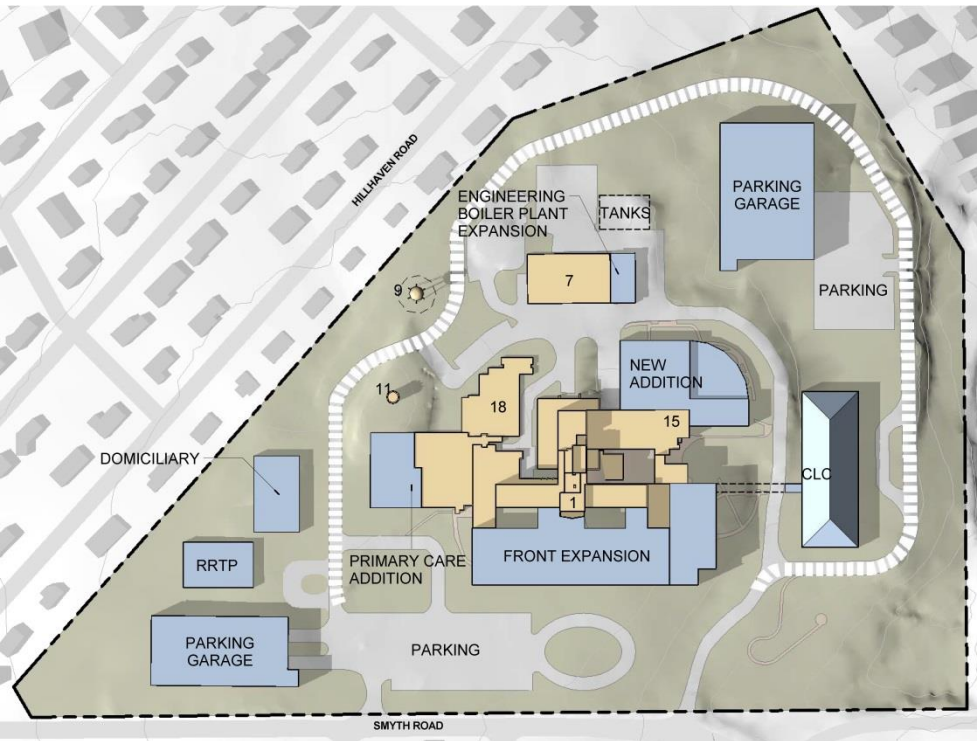 HILLHAVEN ROAD
ENGINEERING
BOILER PLANT
EXPANSION
TANKS
PARKING
GARAGE
9
7
PARKING
11
18
NEW
ADDITION
15
DOMICILIARY
CLC
1
RRTP
PRIMARY CARE
ADDITION
FRONT EXPANSION
PARKING
GARAGE
PARKING
SMYTH ROAD